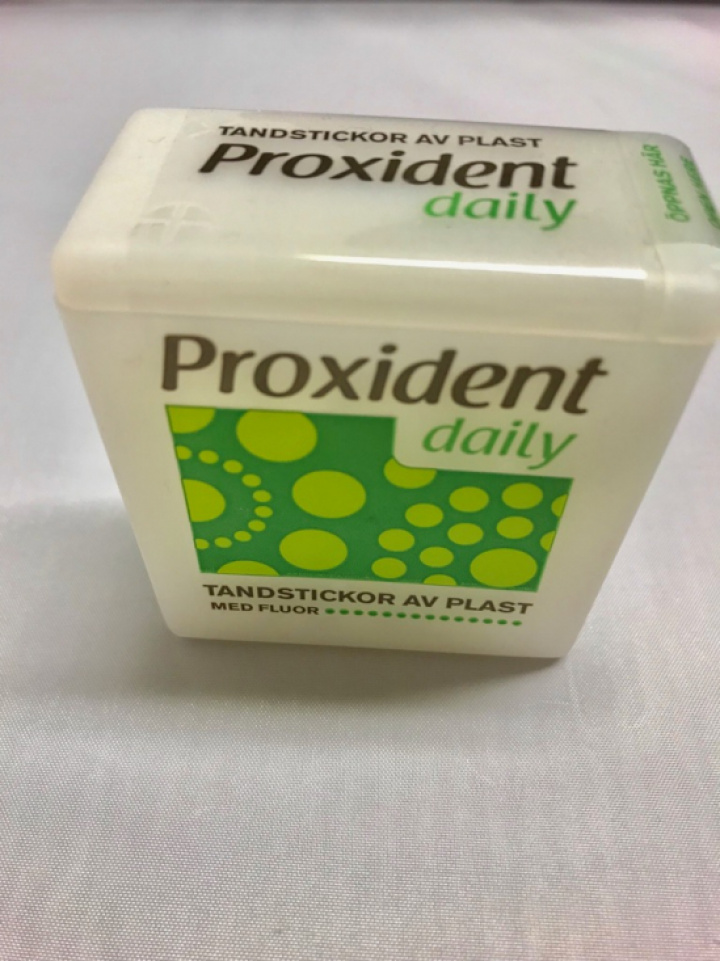 TANDSTICKOR AV PLAST
Proxident
daily
ÖPPNAS HÄR
Proxident
daily
TANDSTICKOR AV PLAST
MED FLUOR